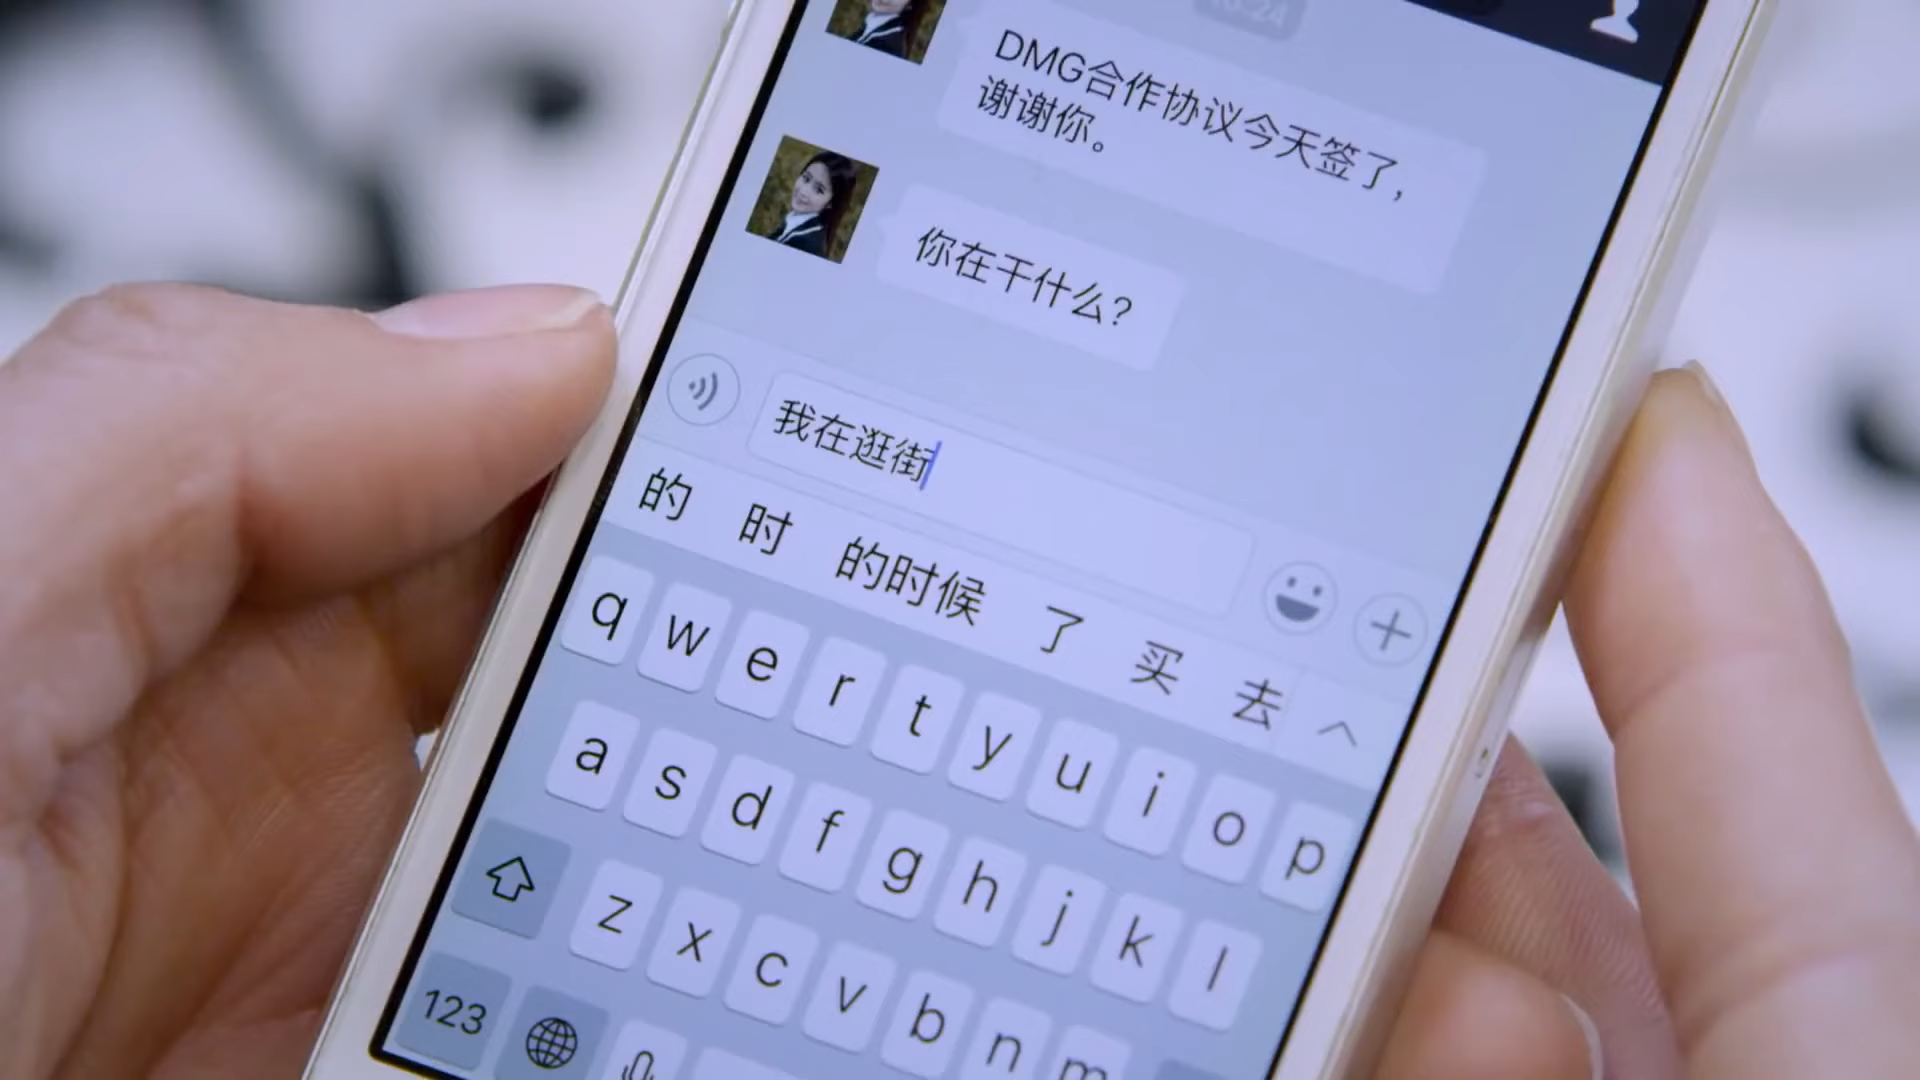 DMG合作协议今天签了，
谢谢你。
你在干什么？
我在逛街
的 时 的时候 了 买 去
q w e r t y u i o p
a s d f g h j k l
z x c v b n m
123